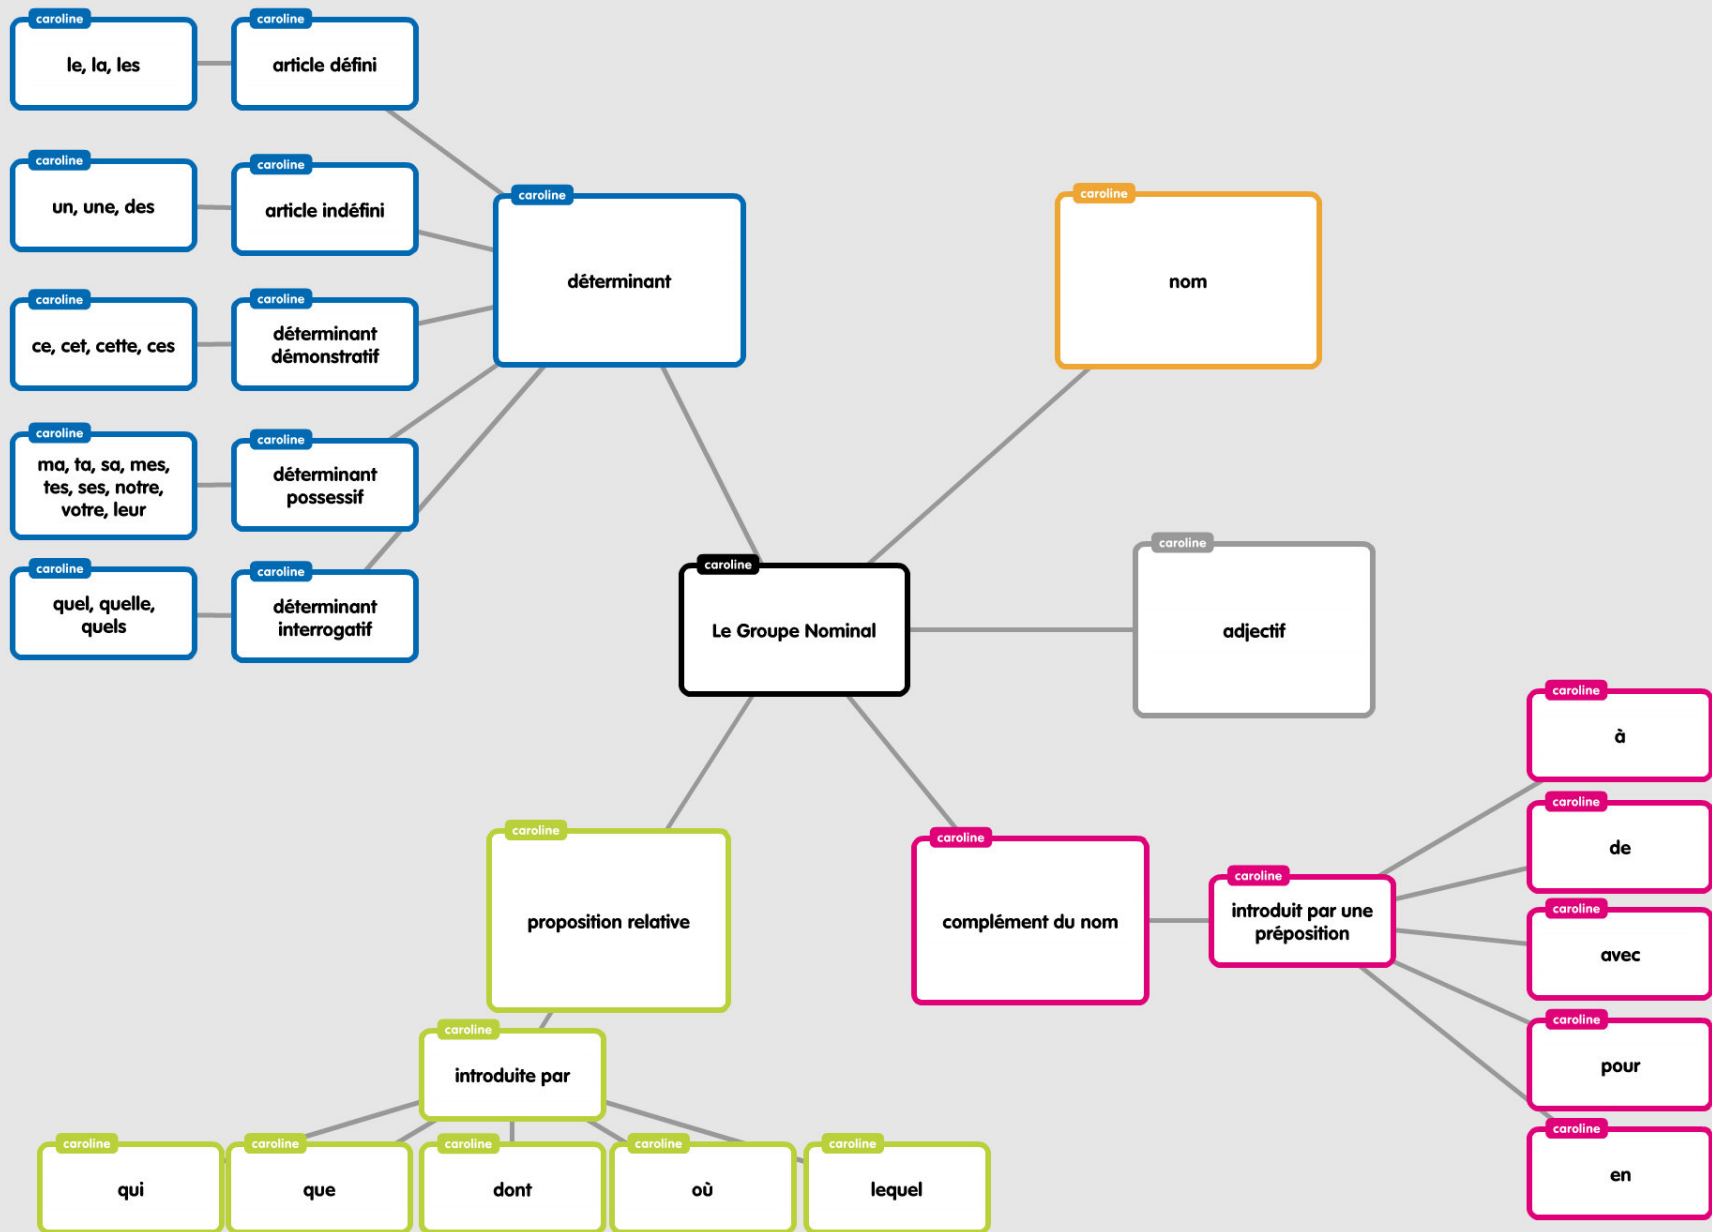 caroline
le, la, les
caroline
article défini
caroline
un, une, des
caroline
article indéfini
caroline
ce, cet, cette, ces
caroline
déterminant
démonstratif
caroline
ma, ta, sa, mes,
tes, ses, notre,
votre, leur
caroline
déterminant
possessif
caroline
quel, quelle,
quels
caroline
déterminant
interrogatif
caroline
déterminant
caroline
nom
caroline
Le Groupe Nominal
caroline
adjectif
caroline
proposition relative
caroline
introduite par
caroline
qui
caroline
que
caroline
dont
caroline
où
caroline
lequel
caroline
complément du nom
caroline
introduit par une
préposition
caroline
à
caroline
de
caroline
avec
caroline
pour
caroline
en